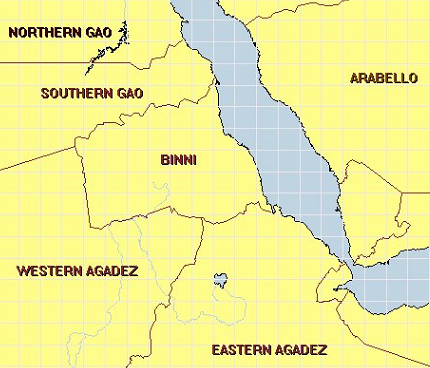 NORTHERN GAO
ARABELLO
SOUTHERN GAO
BINNI
WESTERN AGADEZ
EASTERN AGADEZ